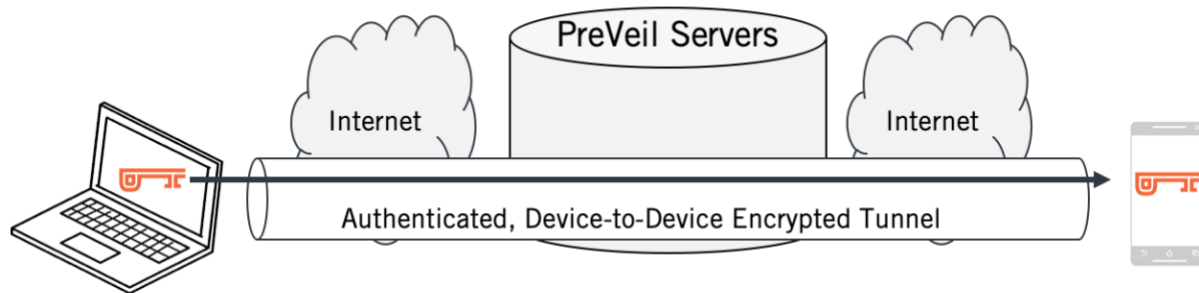 PreVeil Servers
Internet
Internet
Authenticated, Device-to-Device Encrypted Tunnel